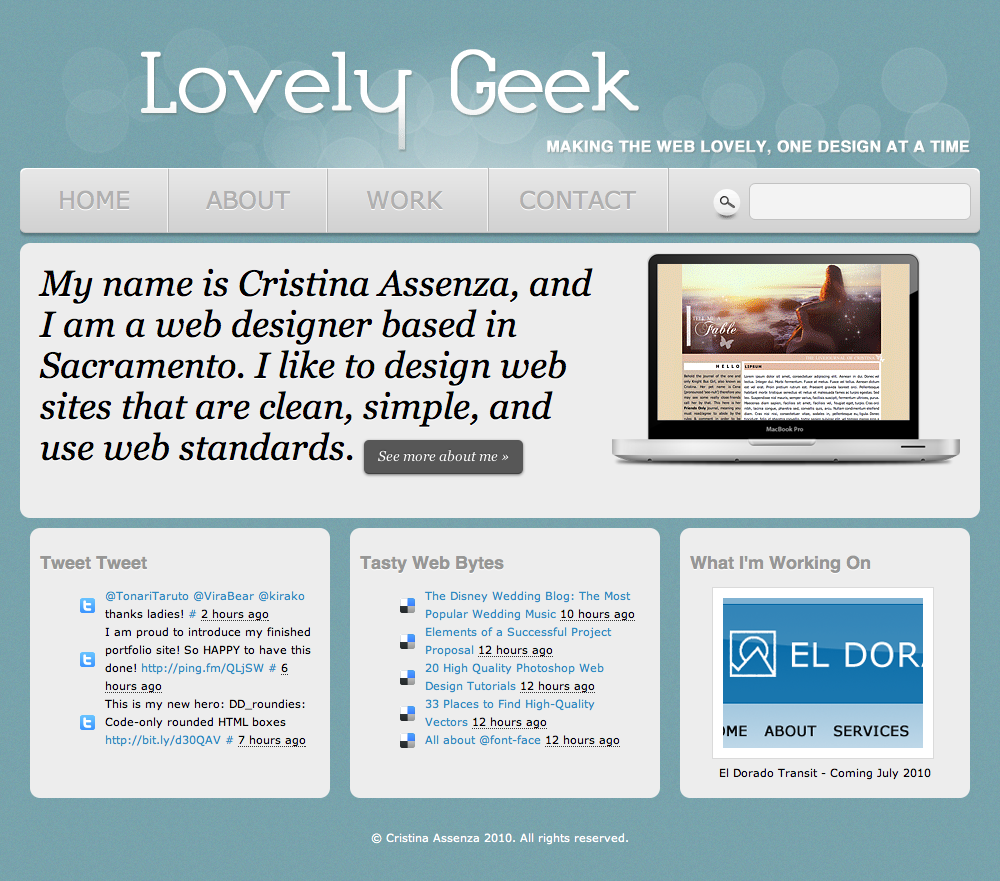 Lovely Geek
MAKING THE WEB LOVELY, ONE DESIGN AT A TIME
HOME ABOUT WORK CONTACT
My name is Cristina Assenza, and
I am a web designer based in
Sacramento. I like to design web
sites that are clean, simple, and
use web standards. See more about me »
TELL ME A
Fable
THE LIVEJOURNAL OF CRISTINA
HELLO
LIPSUM
MacBook Pro
Tweet Tweet
@TonariTaruto @ViraBear @kirako
thanks ladies! # 2 hours ago
I am proud to introduce my finished
portfolio site! So HAPPY to have this
done! http://ping.fm/QLjSW # 6
hours ago
This is my new hero: DD_roundies:
Code-only rounded HTML boxes
http://bit.ly/d30QAV # 7 hours ago
Tasty Web Bytes
The Disney Wedding Blog: The Most
Popular Wedding Music 10 hours ago
Elements of a Successful Project
Proposal 12 hours ago
20 High Quality Photoshop Web
Design Tutorials 12 hours ago
33 Places to Find High-Quality
Vectors 12 hours ago
All about @font-face 12 hours ago
What I'm Working On
EL DORA
OME ABOUT SERVICES
El Dorado Transit - Coming July 2010
© Cristina Assenza 2010. All rights reserved.